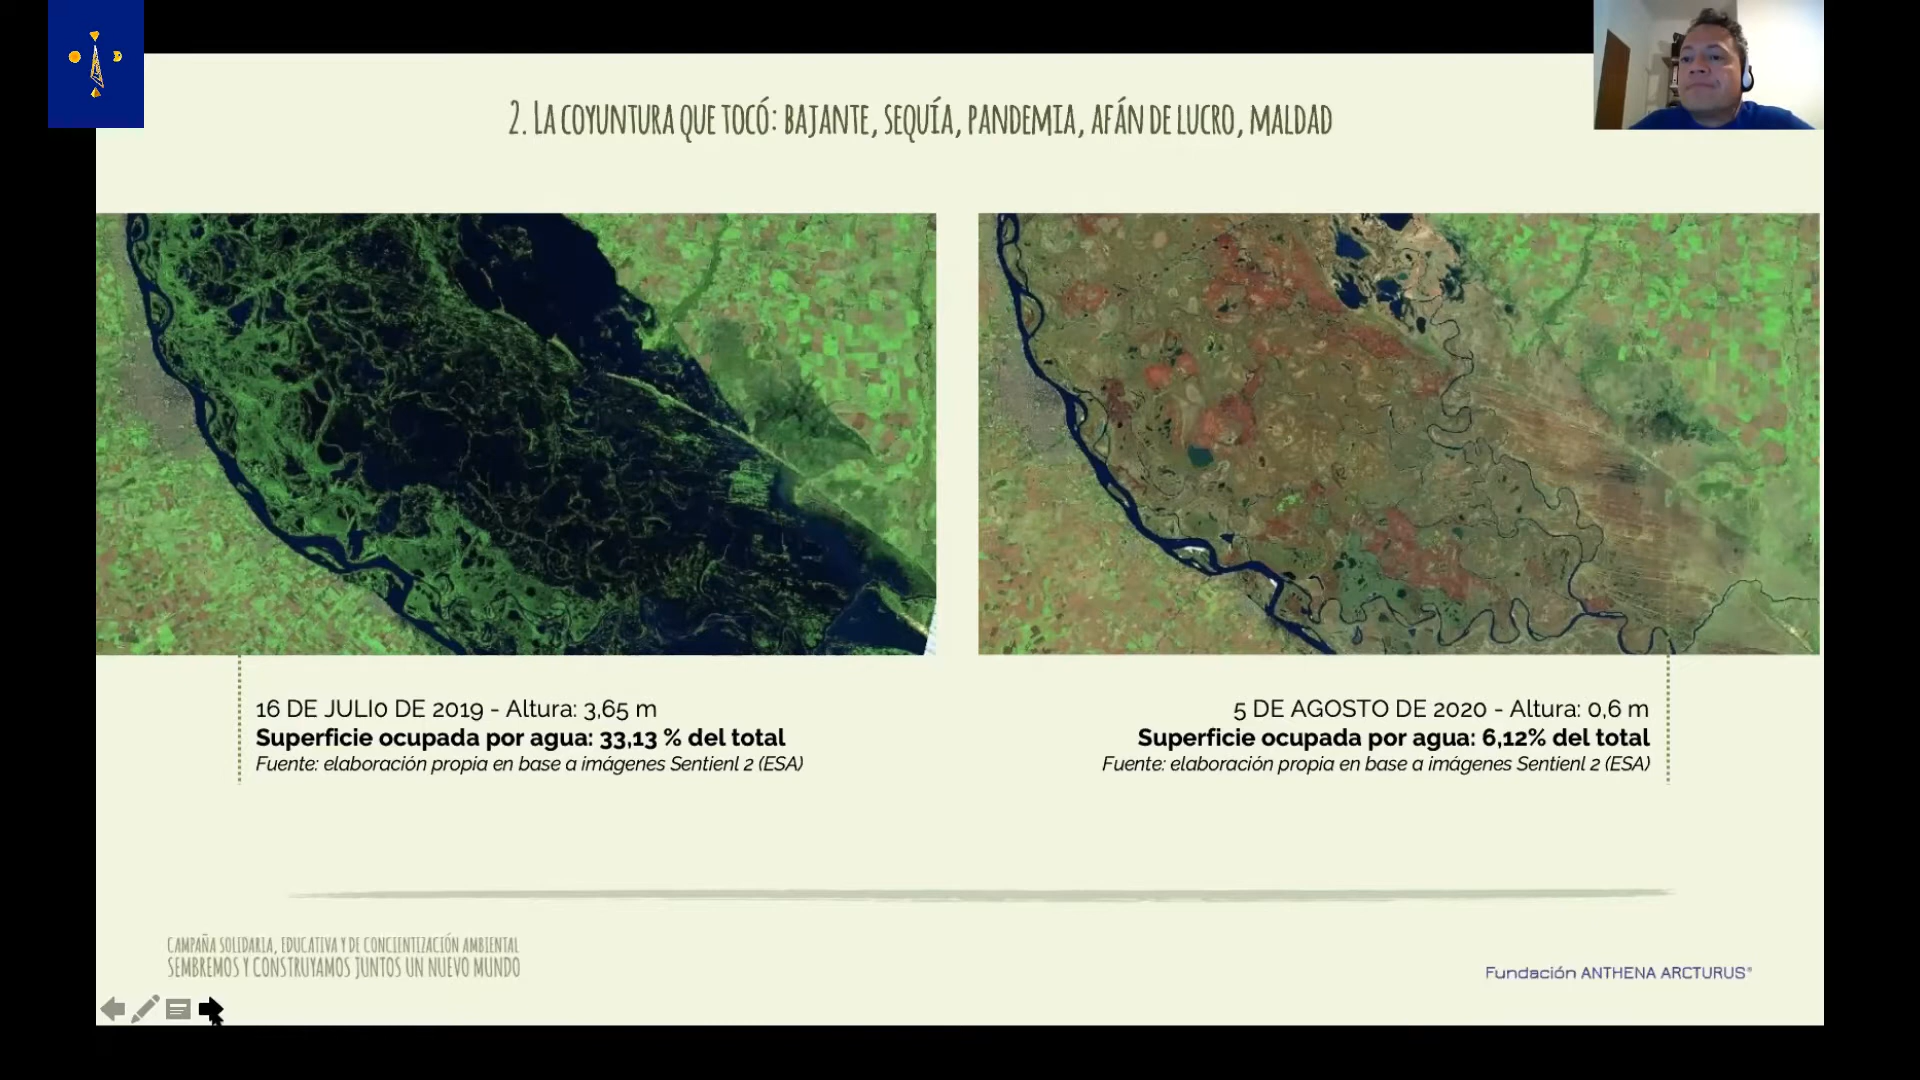 2. LA COYUNTURA QUE TOCÓ: BAJANTE, SEQUÍA, PANDEMIA, AFÁN DE LUCRO, MALDAD
16 DE JULI0 DE 2019 - Altura: 3,65 m
Superficie ocupada por agua: 33,13 % del total
Fuente: elaboración propia en base a imágenes Sentienl 2 (ESA)
5 DE AGOSTO DE 2020 - Altura: 0,6 m
Superficie ocupada por agua: 6,12% del total
Fuente: elaboración propia en base a imágenes Sentienl 2 (ESA)
CAMPAÑA SOLIDARIA, EDUCATIVA Y DE CONCIENTIZACIÓN AMBIENTAL
SEMBREMOS Y CONSTRUYAMOS JUNTOS UN NUEVO MUNDO
Fundación ANTHENA ARCTURUS®